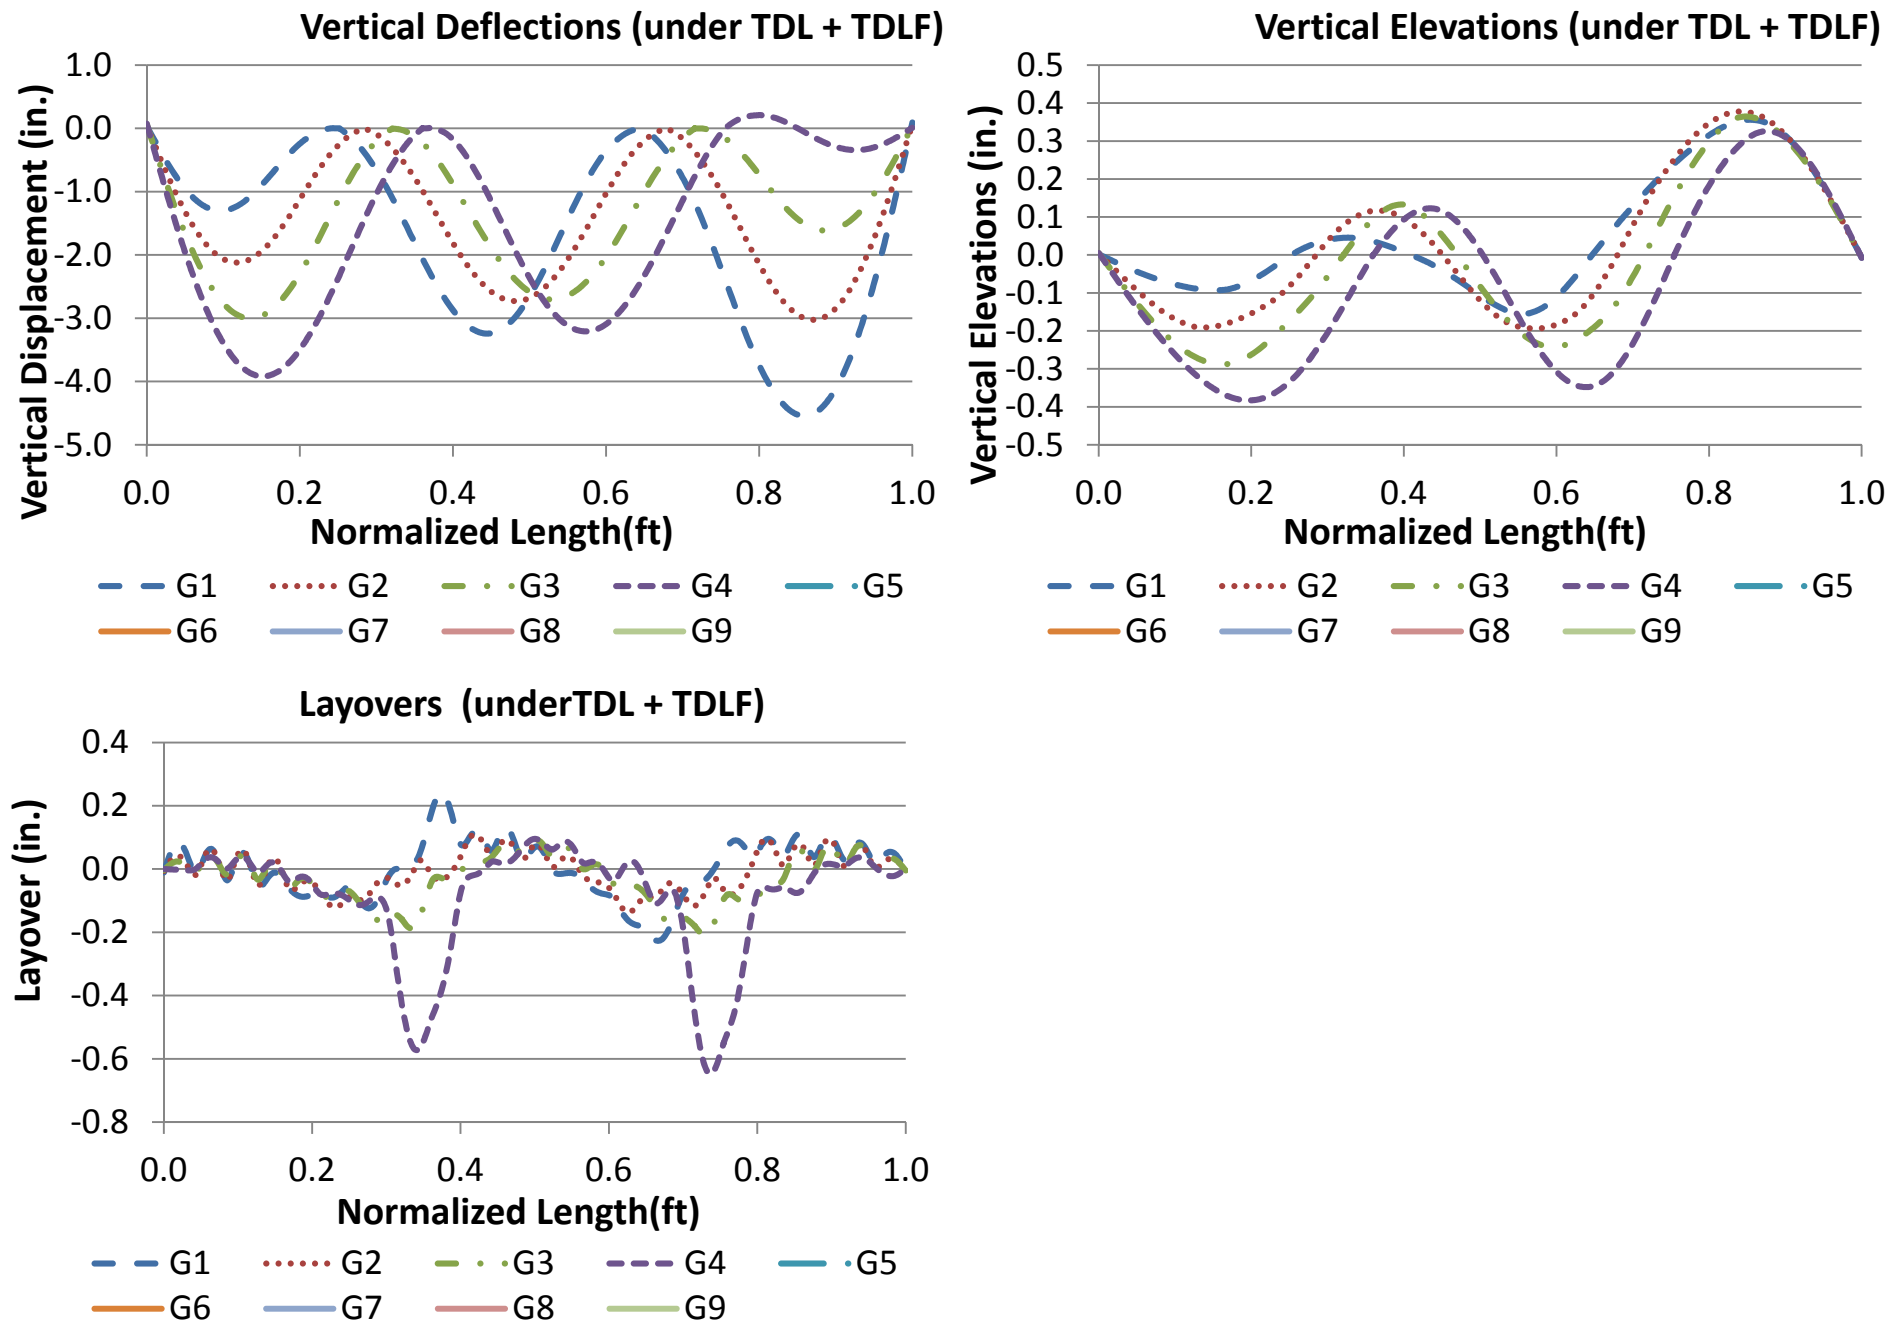 Vertical Deflections (under TDL + TDLF)
Vertical Displacement (in.)
1.0
0.0
-1.0
-2.0
-3.0
-4.0
-5.0
0.0 0.2 0.4 0.6 0.8 1.0
Normalized Length(ft)
G1 G2 G3 G4 G5
G6 G7 G8 G9
Vertical Elevations (under TDL + TDLF)
Vertical Elevations (in.)
0.5
0.4
0.3
0.2
0.1
0.0
-0.1
-0.2
-0.3
-0.4
-0.5
0.0 0.2 0.4 0.6 0.8 1.0
Normalized Length(ft)
G1 G2 G3 G4 G5
G6 G7 G8 G9
Layovers (underTDL + TDLF)
Layover (in.)
0.4
0.2
0.0
-0.2
-0.4
-0.6
-0.8
0.0 0.2 0.4 0.6 0.8 1.0
Normalized Length(ft)
G1 G2 G3 G4 G5
G6 G7 G8 G9